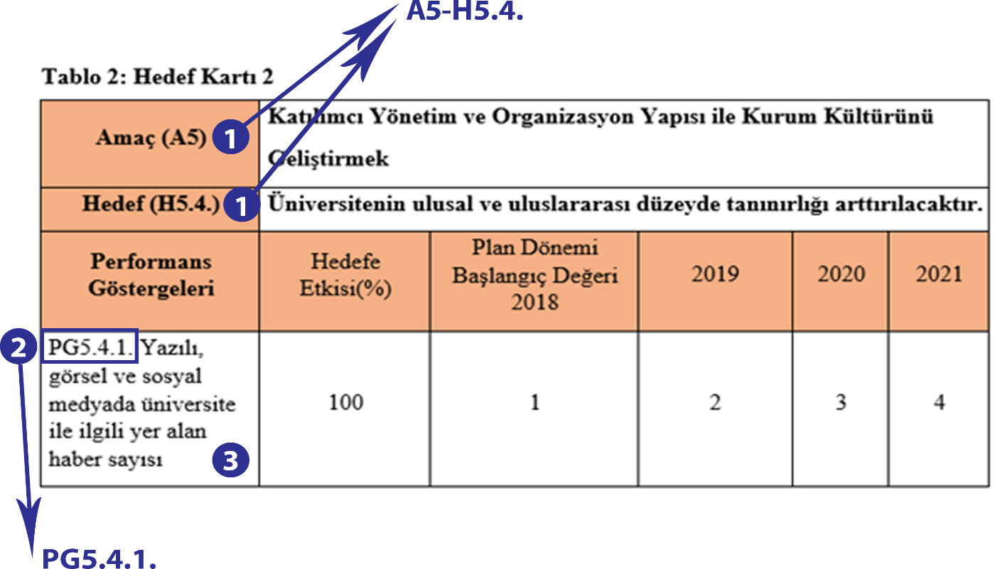 A5-H5.4.
Tablo 2: Hedef Kartı 2
Amaç (A5)
1
Katılımcı Yönetim ve Organizasyon Yapısı ile Kurum Kültürünü
Geliştirmek
Hedef (H5.4.)
1
Üniversitenin ulusal ve uluslararası düzeyde tanınırlığı arttırılacaktır.
Performans
Göstergeleri
Hedefe
Etkisi(%)
Plan Dönemi
Başlangıç Değeri
2018
2019
2020
2021
2
PG5.4.1. Yazılı,
görsel ve sosyal
medyada üniversite
ile ilgili yer alan
haber sayısı
3
100
1
2
3
4
PG5.4.1.